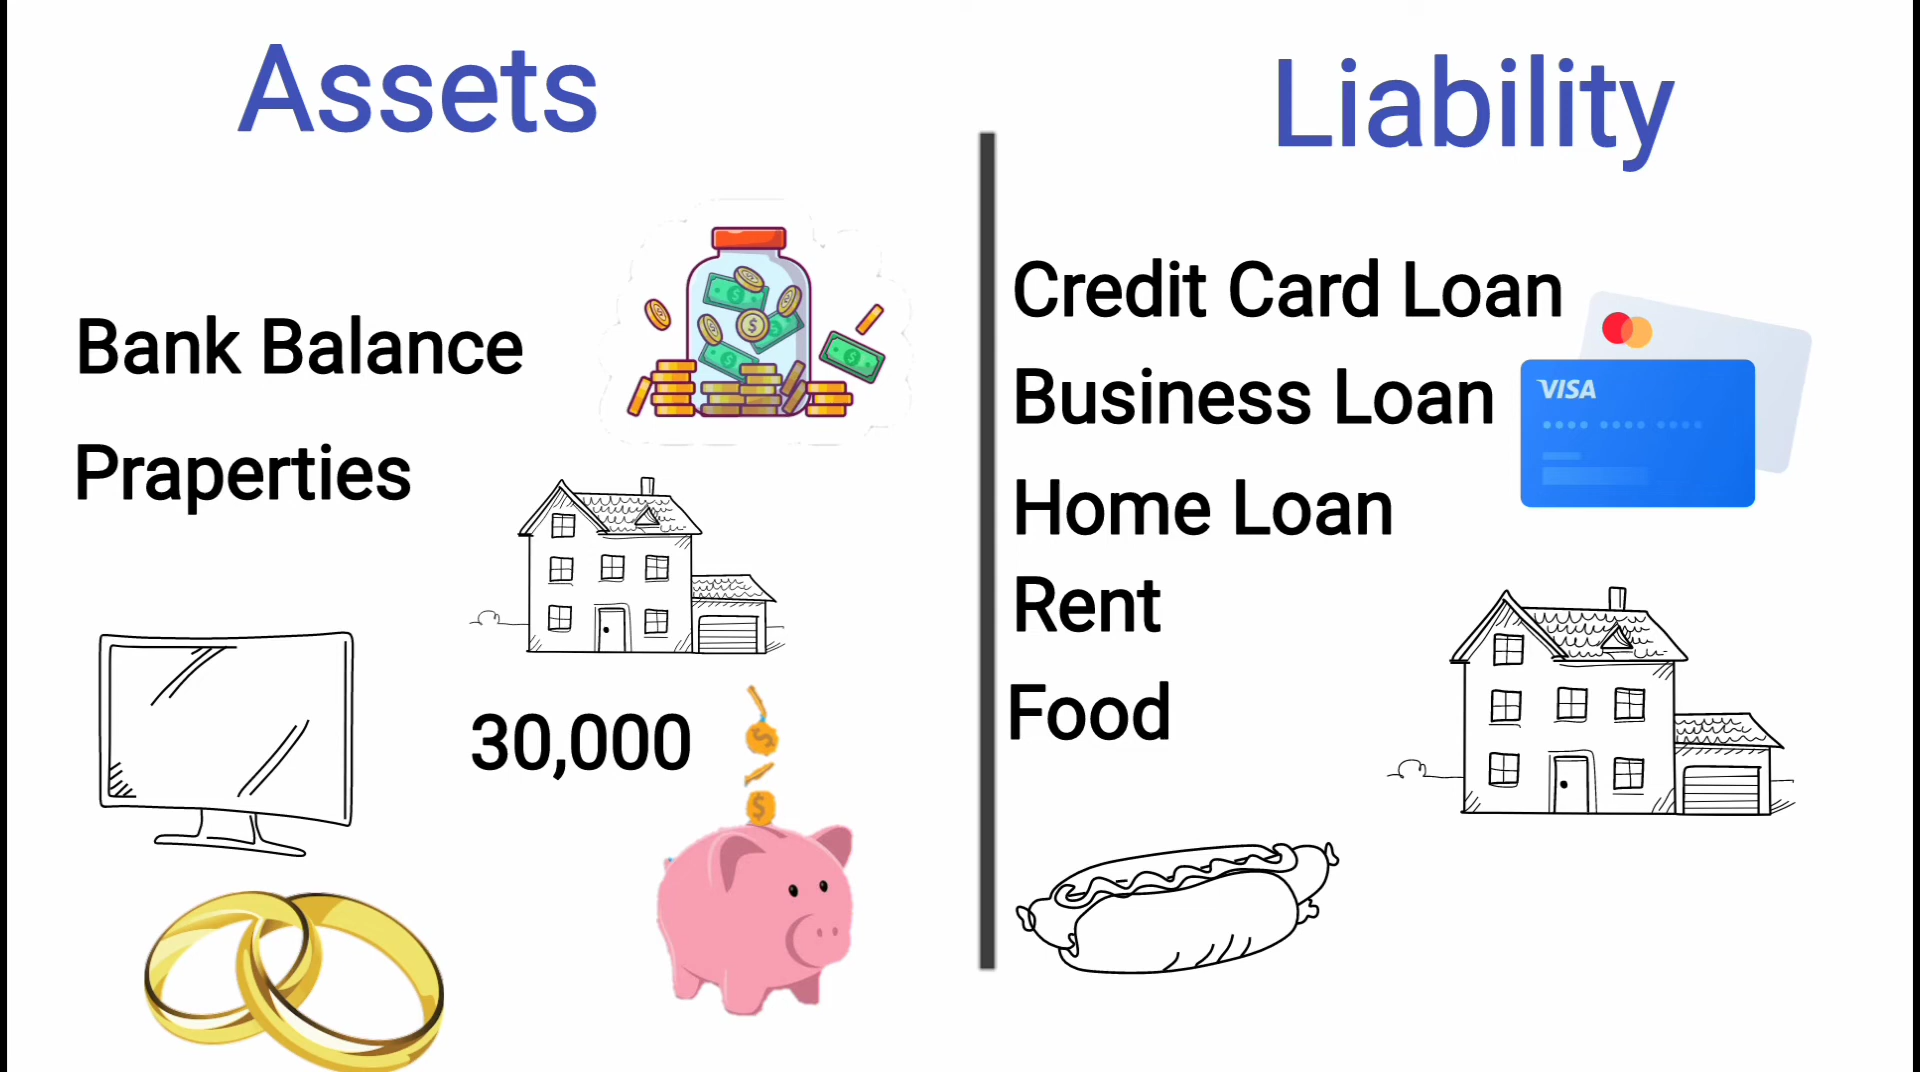 Assets
Bank Balance
Praperties
30,000
Liability
Credit Card Loan
Business Loan
Home Loan
Rent
Food
VISA